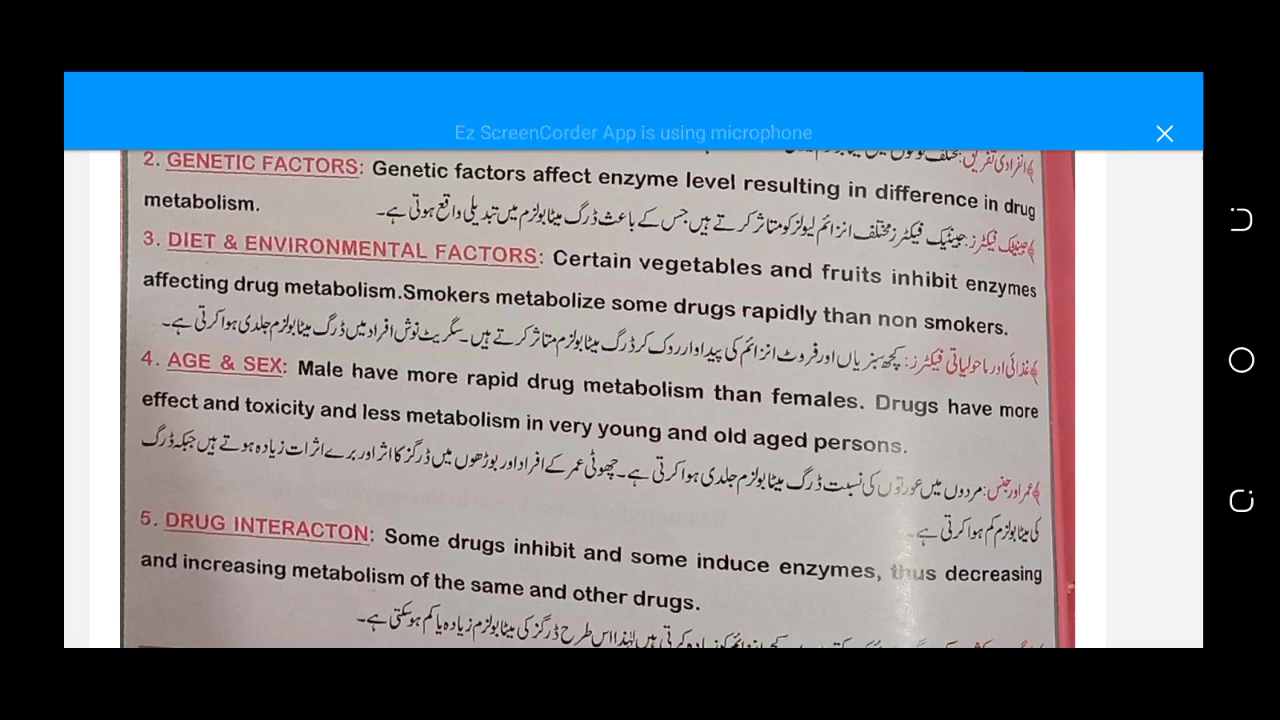 Ez ScreenCorder App is using microphone
انفرادی تفریق:
2. GENETIC FACTORS: Genetic factors affect enzyme level resulting in difference in drug
metabolism.
جینیٹک فیکٹرز: جینیٹک فیکٹرز مختلف انزائم لیولز کو متاثر کرتے ہیں جس کے باعث ڈرگ میٹابولزم میں تبدیلی واقع ہوتی ہے۔
3. DIET & ENVIRONMENTAL FACTORS: Certain vegetables and fruits inhibit enzymes
affecting drug metabolism.Smokers metabolize some drugs rapidly than non smokers.
غذائی اور ماحولیاتی فیکٹرز: کچھ سبزیاں اور فروٹ انزائم کی پیداوار روک کر ڈرگ میٹابولزم متاثر کرتے ہیں۔ سگریٹ نوش افراد میں ڈرگ میٹابولزم جلدی ہوا کرتی ہے۔
4. AGE & SEX: Male have more rapid drug metabolism than females. Drugs have more
effect and toxicity and less metabolism in very young and old aged persons.
عمر اور جنس: مردوں میں عورتوں کی نسبت ڈرگ میٹابولزم جلدی ہوا کرتی ہے۔ چھوٹی عمر کے افراد اور بوڑھوں میں ڈرگز کا اثر اور برے اثرات زیادہ ہوتے ہیں جبکہ ڈرگ
کی میٹابولزم کم ہوا کرتی ہے۔
5. DRUG INTERACTON: Some drugs inhibit and some induce enzymes, thus decreasing
and increasing metabolism of the same and other drugs.
انزائم کو زیادہ کرتی ہیں لہٰذا اس طرح ڈرگز کی میٹابولزم زیادہ یا کم ہوسکتی ہے۔